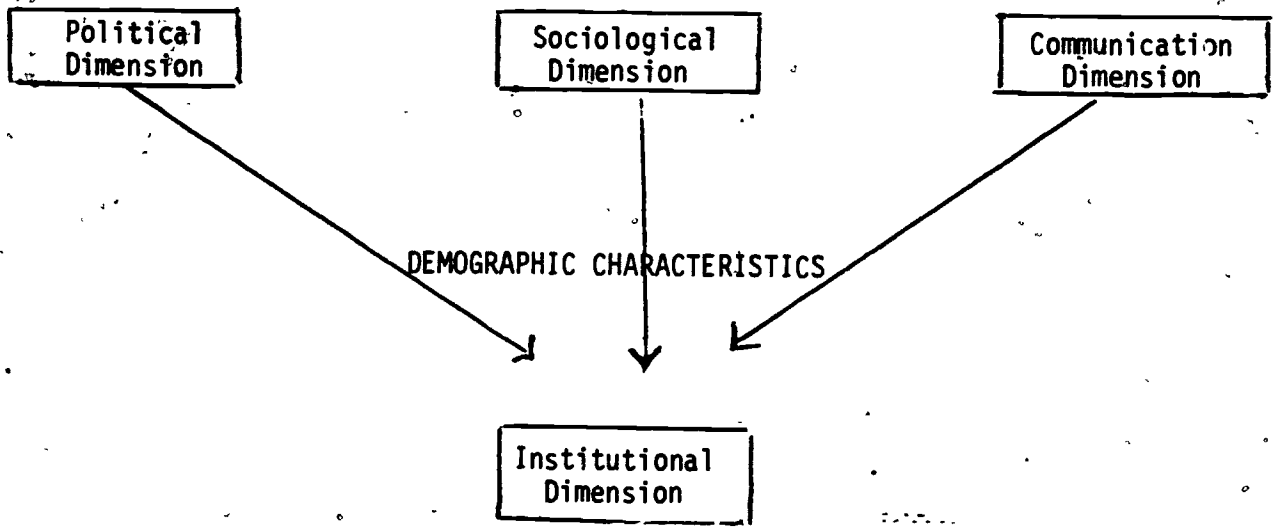 Political
Dimension
Sociological
Dimension
Communication
Dimension
DEMOGRAPHIC CHARACTERISTICS
Institutional
Dimension